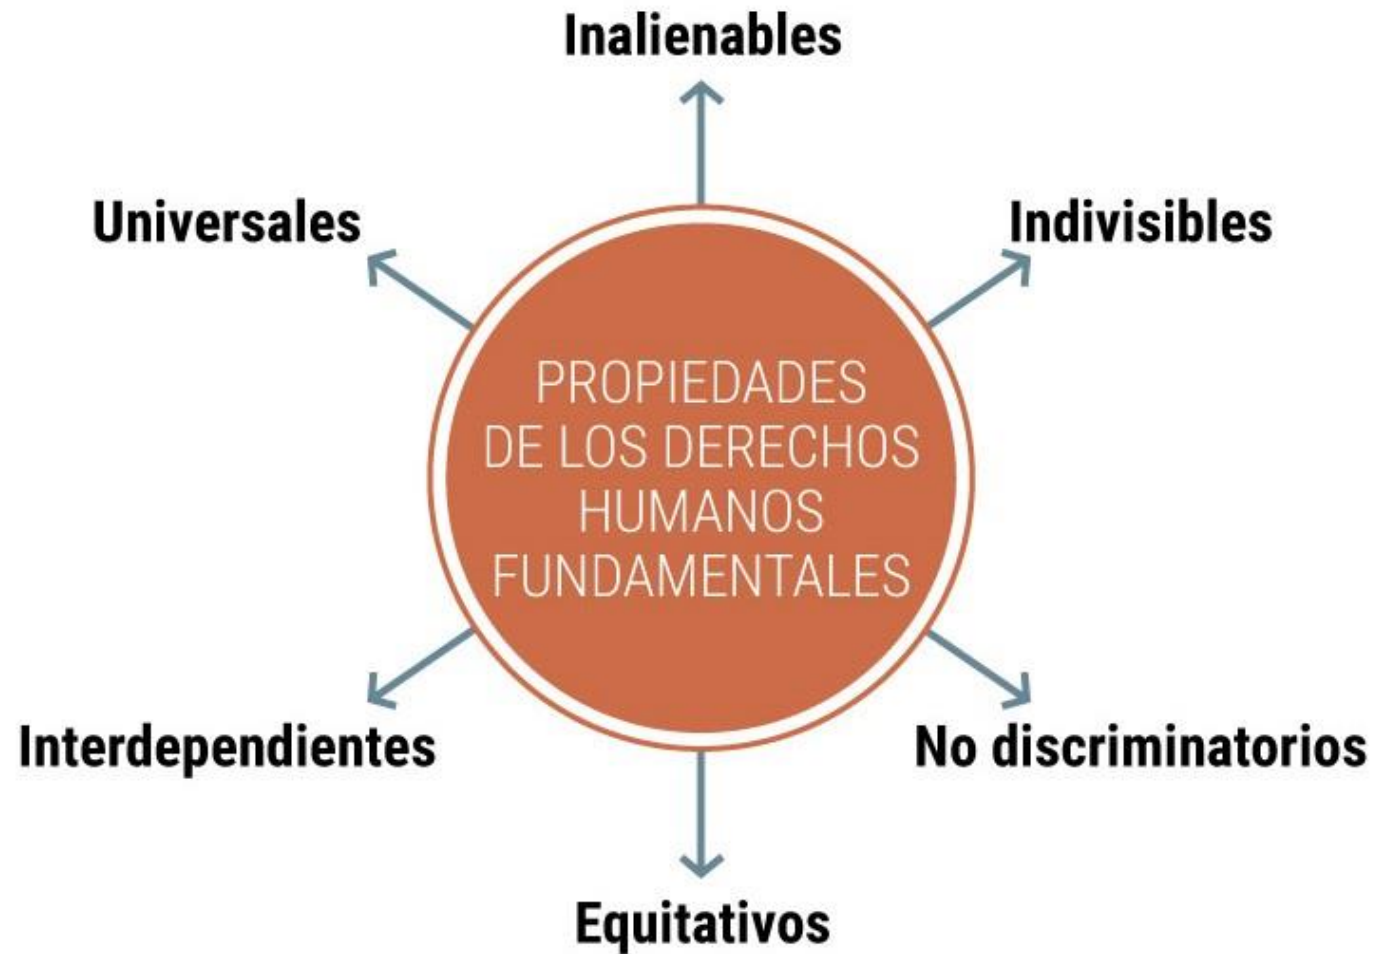 Inalienables
Universales
Indivisibles
PROPIEDADES
DE LOS DERECHOS
HUMANOS
FUNDAMENTALES
Interdependientes
No discriminatorios
Equitativos